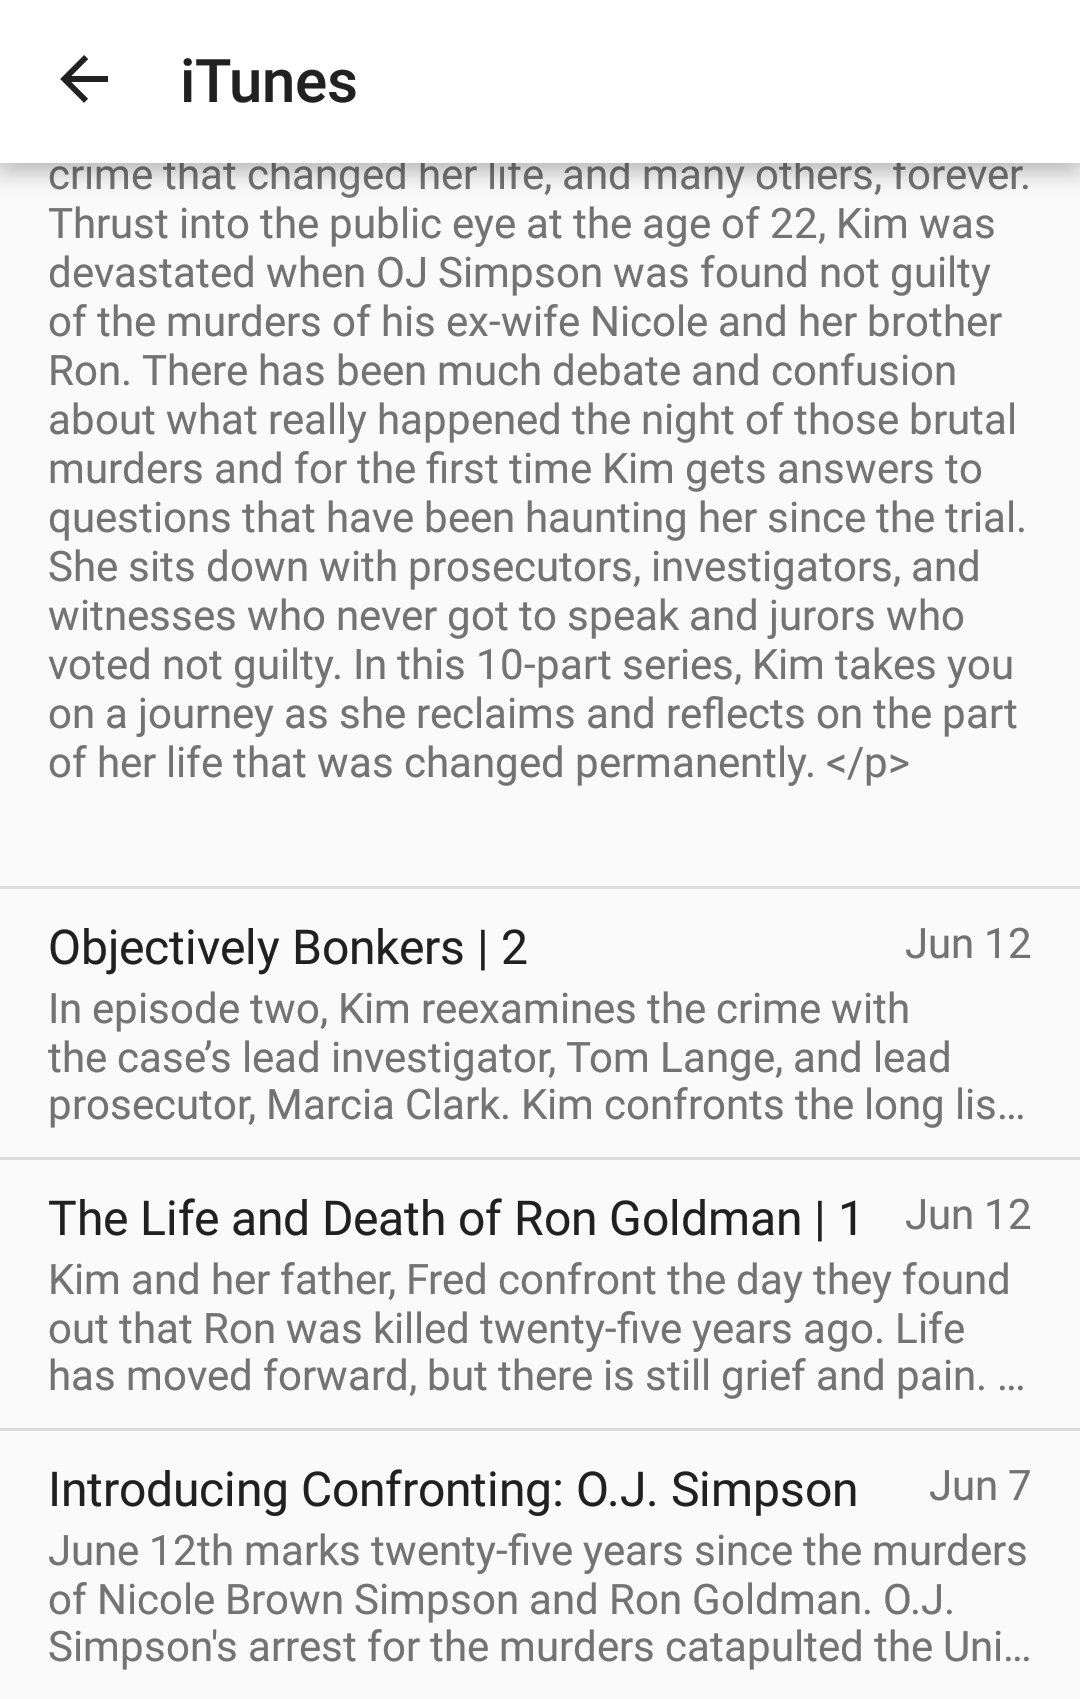 iTunes
crime that changed her life, and many others, forever.
Thrust into the public eye at the age of 22, Kim was
devastated when OJ Simpson was found not guilty
of the murders of his ex-wife Nicole and her brother
Ron. There has been much debate and confusion
about what really happened the night of those brutal
murders and for the first time Kim gets answers to
questions that have been haunting her since the trial.
She sits down with prosecutors, investigators, and
witnesses who never got to speak and jurors who
voted not guilty. In this 10-part series, Kim takes you
on a journey as she reclaims and reflects on the part
of her life that was changed permanently. </p>
Objectively Bonkers | 2 Jun 12
In episode two, Kim reexamines the crime with
the case’s lead investigator, Tom Lange, and lead
prosecutor, Marcia Clark. Kim confronts the long lis…
The Life and Death of Ron Goldman | 1 Jun 12
Kim and her father, Fred confront the day they found
out that Ron was killed twenty-five years ago. Life
has moved forward, but there is still grief and pain. …
Introducing Confronting: O.J. Simpson Jun 7
June 12th marks twenty-five years since the murders
of Nicole Brown Simpson and Ron Goldman. O.J.
Simpson's arrest for the murders catapulted the Uni…